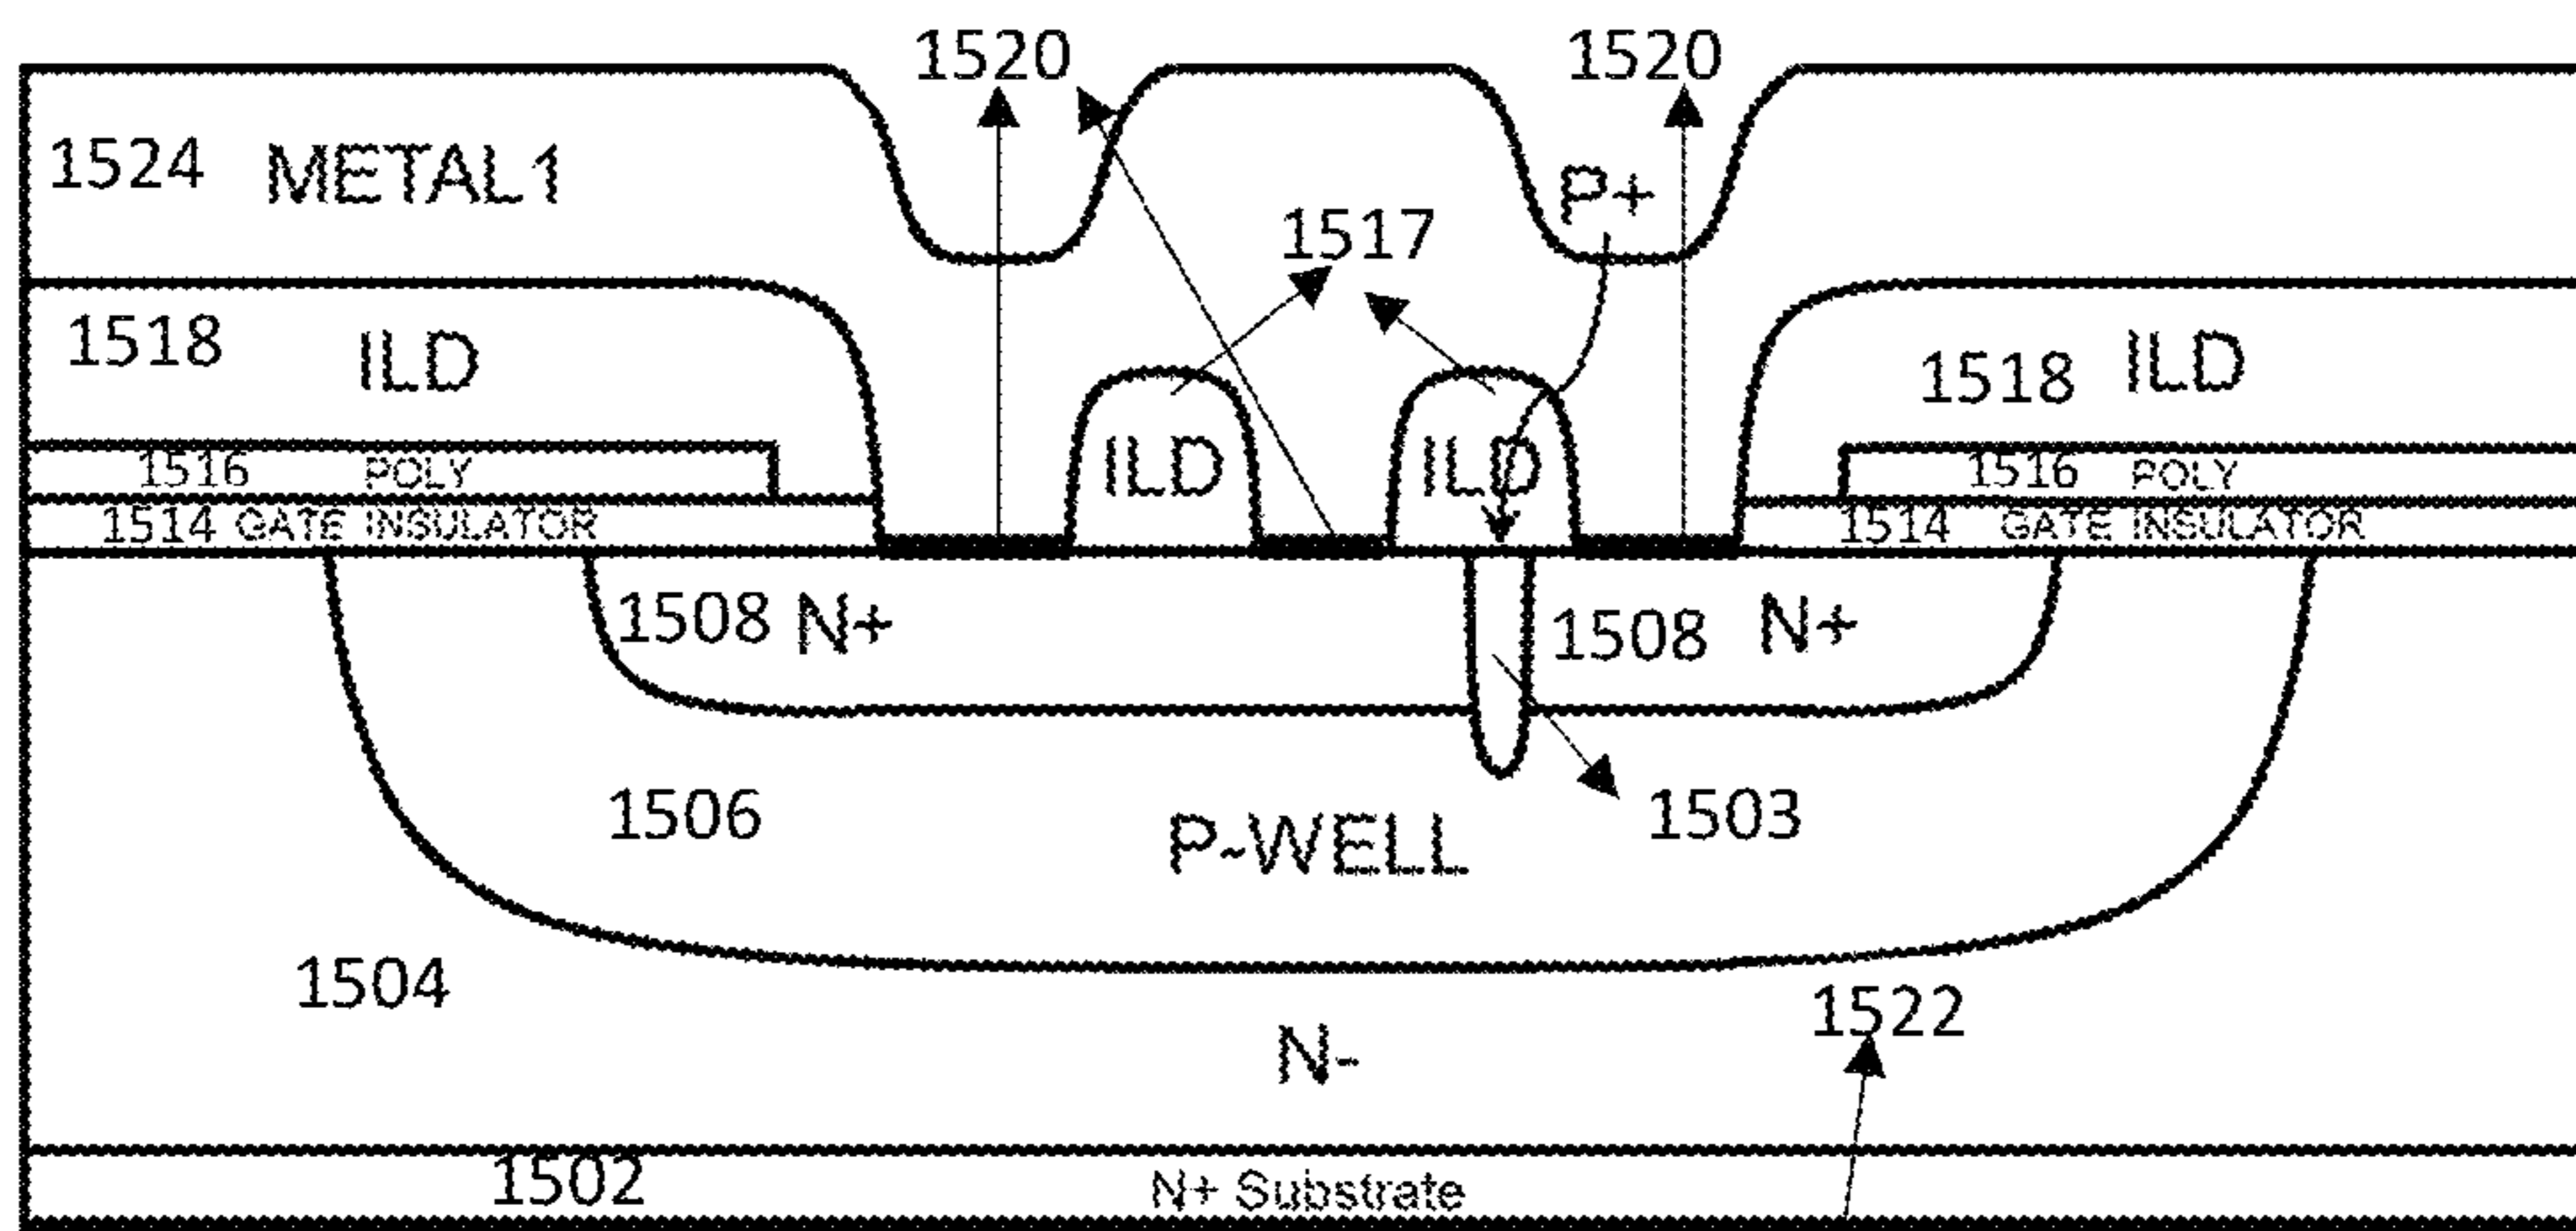 1520 1520
1524 METAL1 P+
1517
1518 ILD 1518 ILD
ILD ILD
1516 POLY 1516 POLY
1514 GATE INSULATOR 1514 GATE INSULATOR
1508 N+ 1508 N+
1506 1503
P-WELL
1504 1522
N-
1502 N+ Substrate